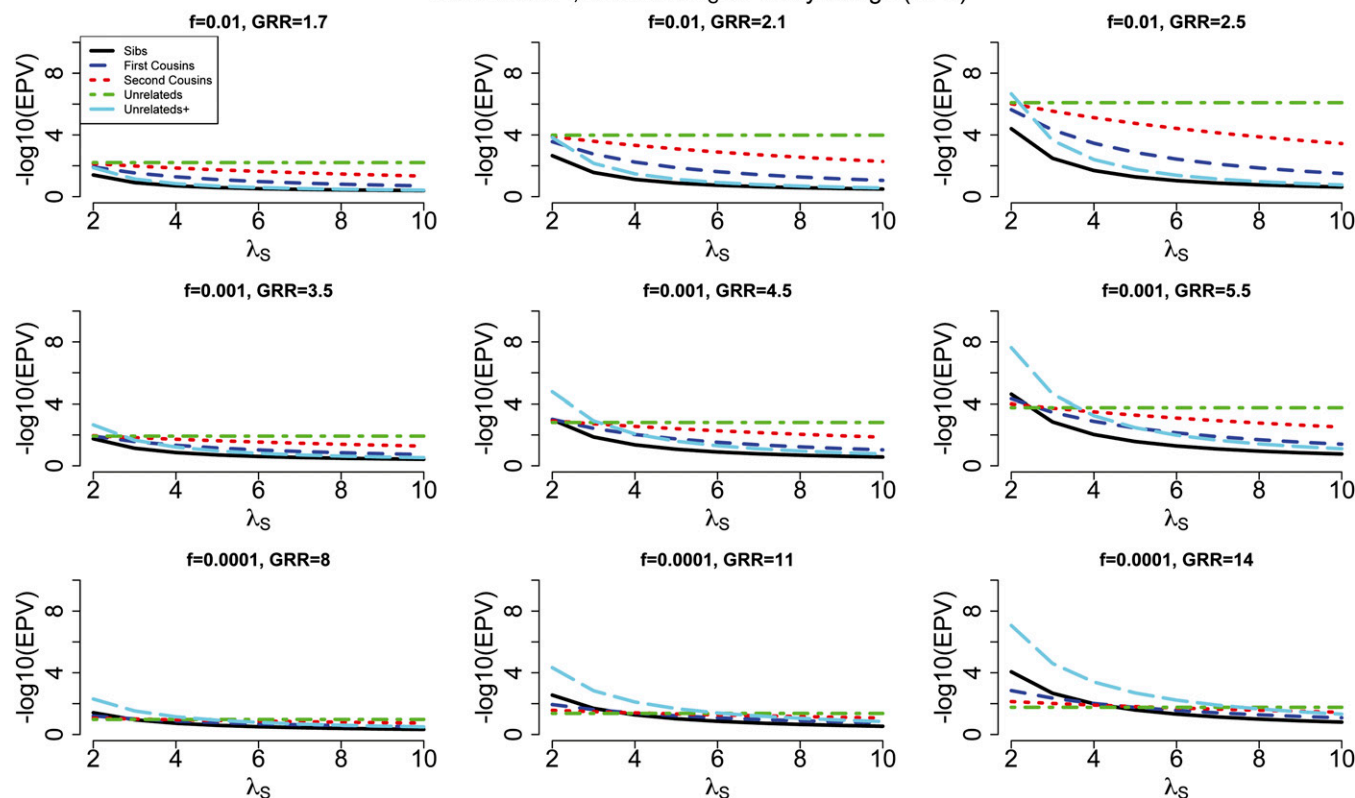 f=0.01, GRR=1.7
f=0.01, GRR=2.1
f=0.01, GRR=2.5
Sibs
First Cousins
Second Cousins
Unrelateds
Unrelateds+
-log10(EPV)
0 4 8
2 4 6 8 10
λS
-log10(EPV)
0 4 8
2 4 6 8 10
λS
-log10(EPV)
0 4 8
2 4 6 8 10
λS
f=0.001, GRR=3.5
f=0.001, GRR=4.5
f=0.001, GRR=5.5
-log10(EPV)
0 4 8
2 4 6 8 10
λS
-log10(EPV)
0 4 8
2 4 6 8 10
λS
-log10(EPV)
0 4 8
2 4 6 8 10
λS
f=0.0001, GRR=8
f=0.0001, GRR=11
f=0.0001, GRR=14
-log10(EPV)
0 4 8
2 4 6 8 10
λS
-log10(EPV)
0 4 8
2 4 6 8 10
λS
-log10(EPV)
0 4 8
2 4 6 8 10
λS